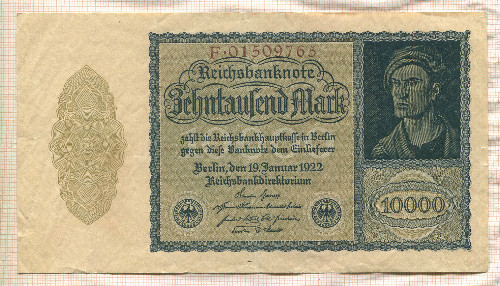 F·01509765
Reichsbanknote
Zehntausend Mark
zahlt die Reichsbankhauptkasse in Berlin
gegen diese Banknote dem Einlieferer
Berlin, den 19. Januar 1922
Reichsbankdirektorium
10000